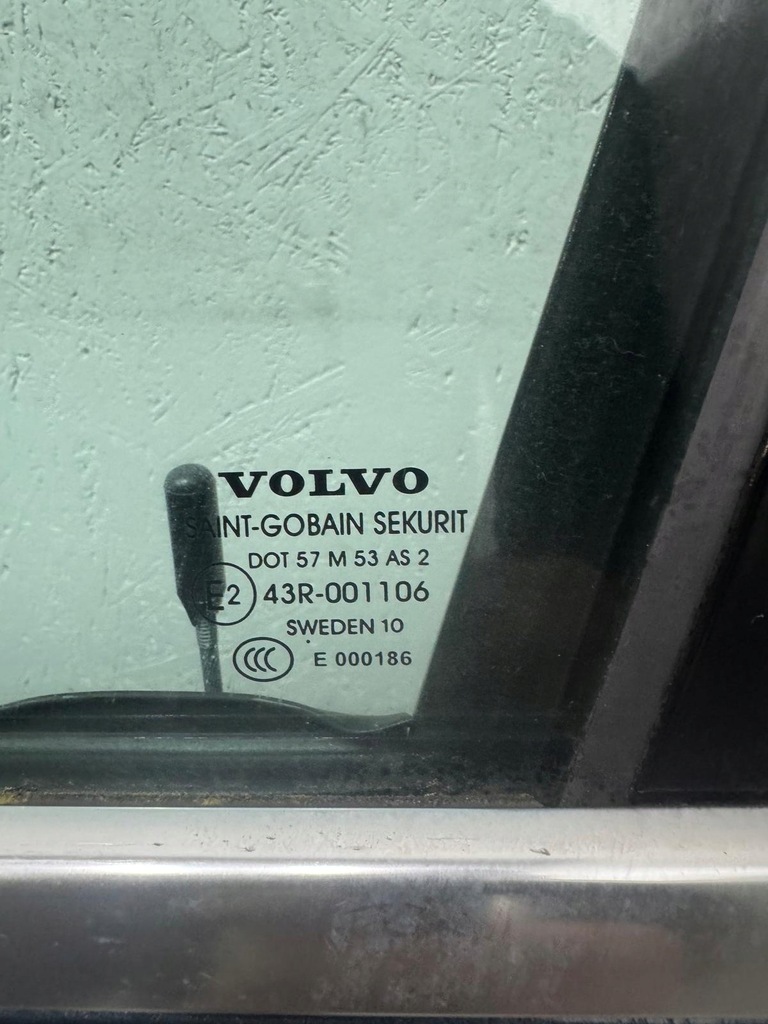 VOLVO
SAINT-GOBAIN SEKURIT
DOT 57 M 53 AS 2
E2 43R-001106
SWEDEN 10
CCC E 000186